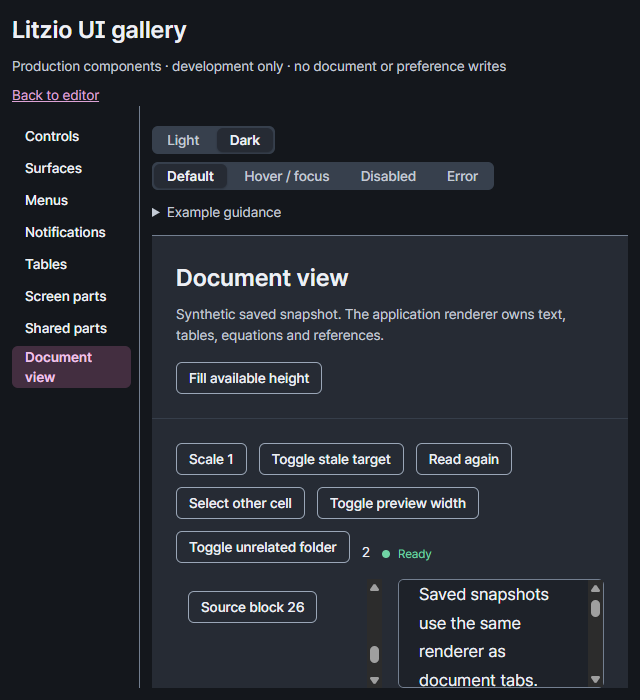 Litzio UI gallery
Production components · development only · no document or preference writes
Back to editor
Controls
Surfaces
Menus
Notifications
Tables
Screen parts
Shared parts
Document
view
Light Dark
Default Hover / focus Disabled Error
Example guidance
Document view
Synthetic saved snapshot. The application renderer owns text,
tables, equations and references.
Fill available height
Scale 1 Toggle stale target Read again
Select other cell Toggle preview width
Toggle unrelated folder 2 Ready
Source block 26
Saved snapshots
use the same
renderer as
document tabs.